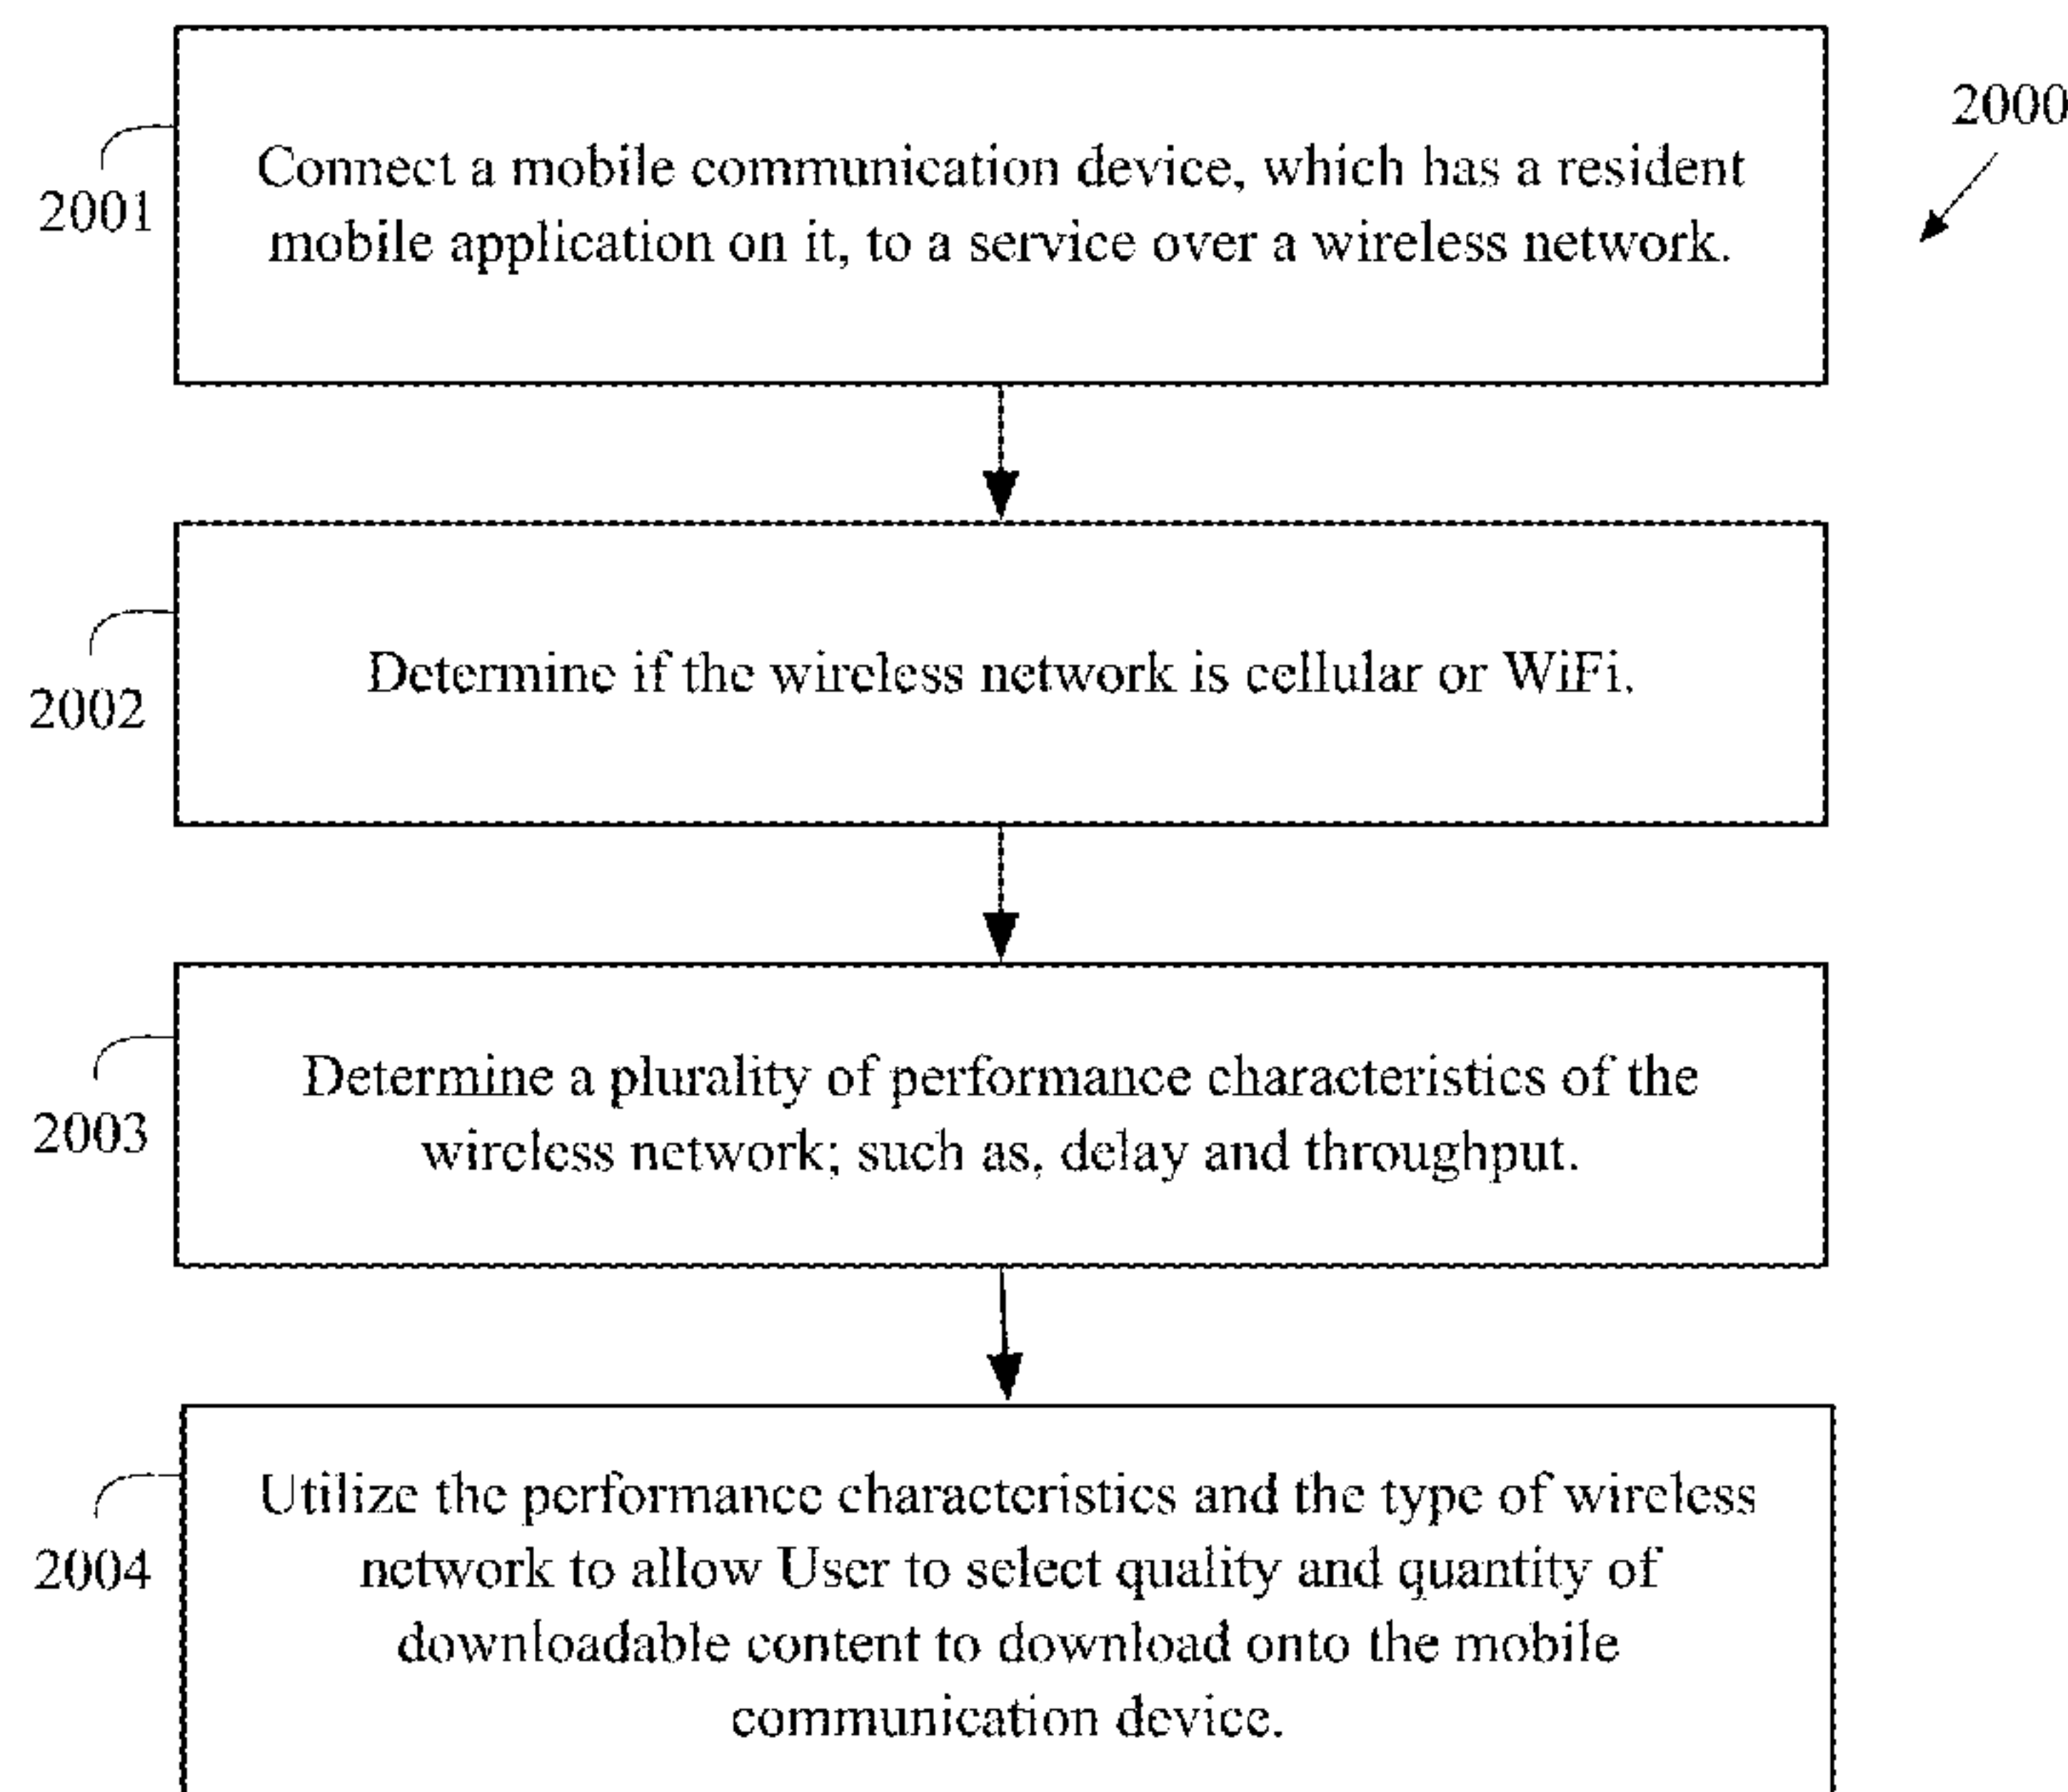 2000
2001
Connect a mobile communication device, which has a resident
mobile application on it, to a service over a wireless network.
2002
Determine if the wireless network is cellular or WiFi.
2003
Determine a plurality of performance characteristics of the
wireless network; such as, delay and throughput.
2004
Utilize the performance characteristics and the type of wireless
network to allow User to select quality and quantity of
downloadable content to download onto the mobile
communication device.